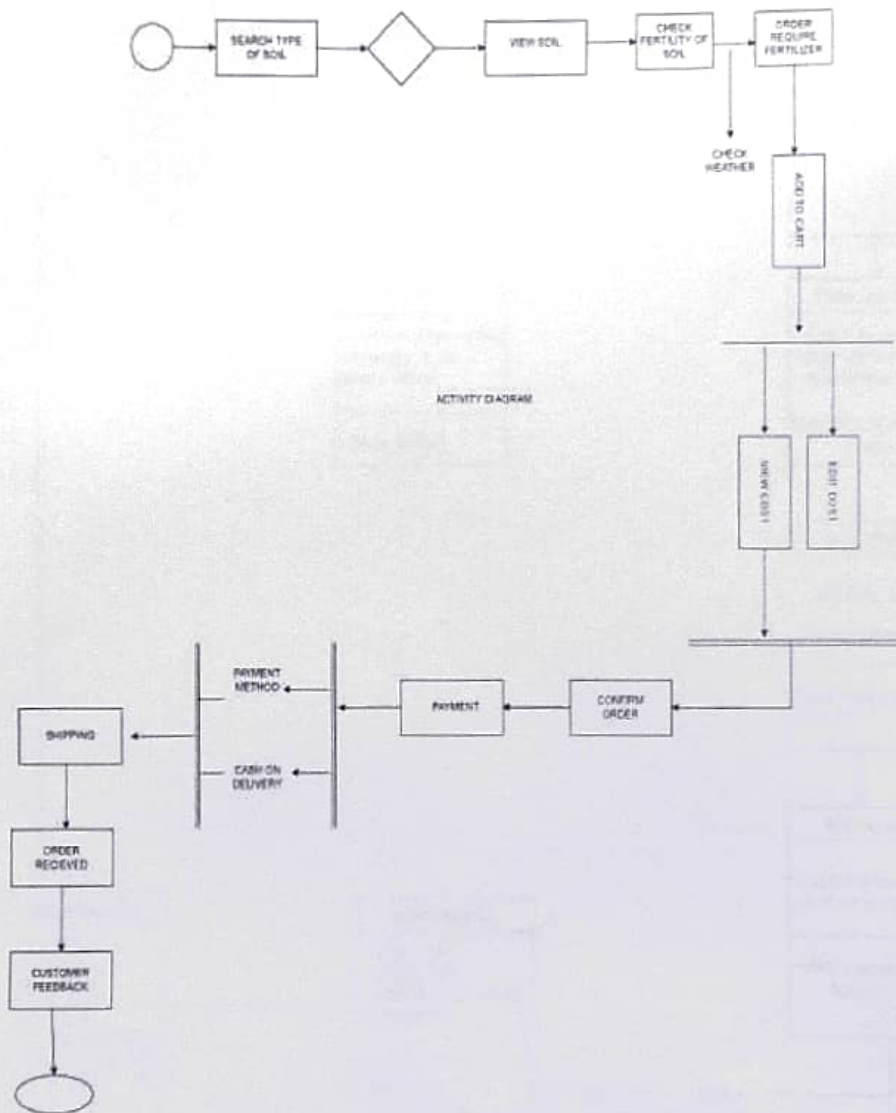 SEARCH TYPE
OF SOIL
VIEW SOIL
CHECK
FERTILITY OF
SOIL
ORDER
REQUIRE
FERTILIZER
CHECK
WEATHER
ADD TO CART
ACTIVITY DIAGRAM
VIEW COST
EDIT COST
PAYMENT
METHOD
CASH ON
DELIVERY
PAYMENT
CONFIRM
ORDER
SHIPPING
ORDER
RECIEVED
CUSTOMER
FEEDBACK